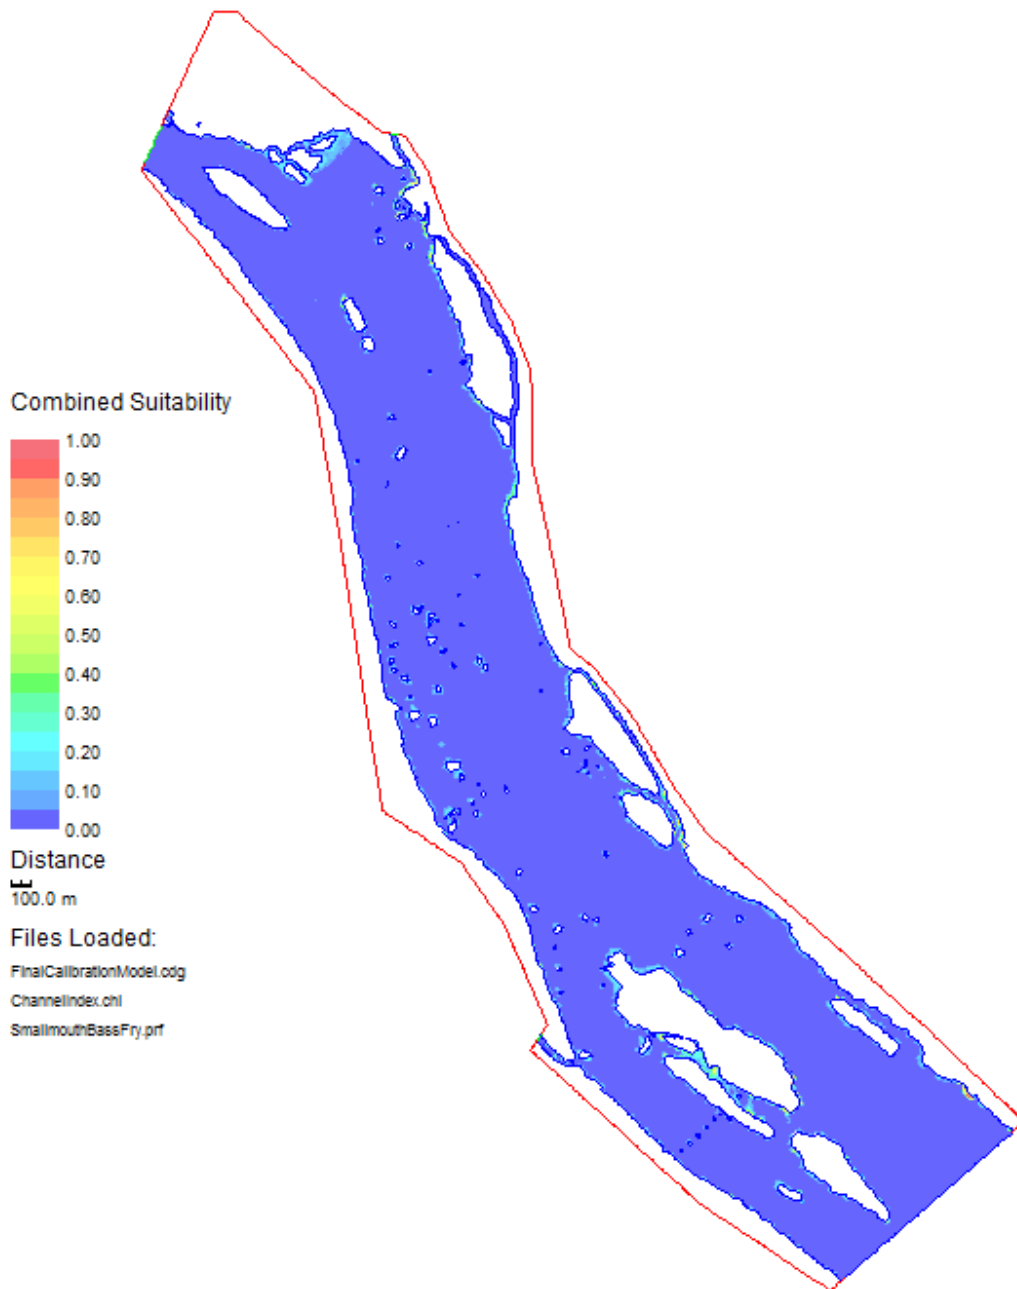 Combined Suitability
1.00
0.90
0.80
0.70
0.60
0.50
0.40
0.30
0.20
0.10
0.00
Distance
100.0 m
Files Loaded:
FinalCalibrationModel.cdg
ChannelIndex.chi
SmallmouthBassFry.prf